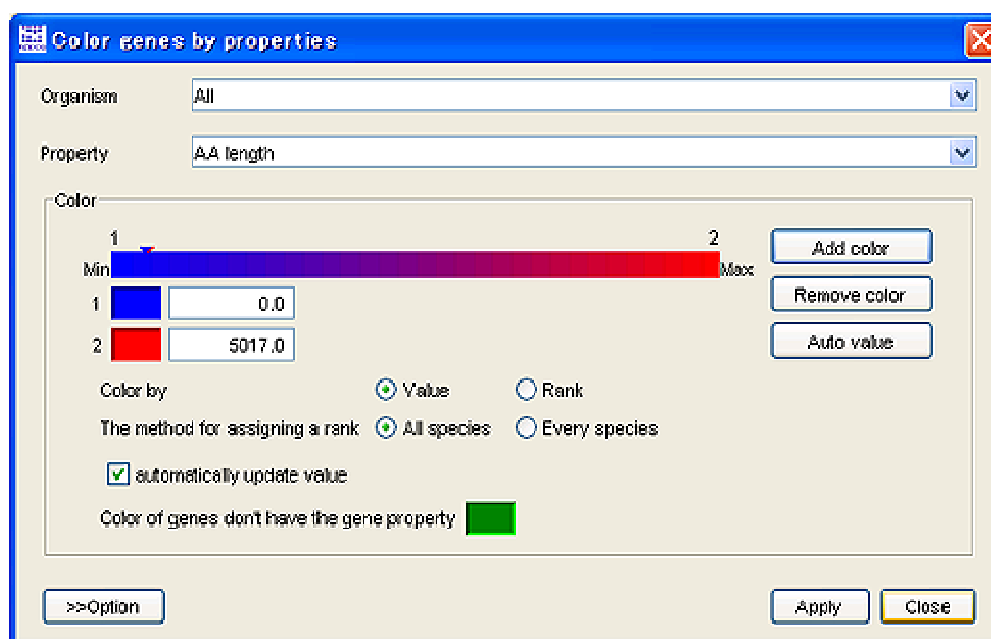 Color genes by properties
Organism All
Property AA length
Color
1 2
Min Max
Add color
1 0.0
Remove color
2 5017.0
Auto value
Color by Value Rank
The method for assigning a rank All species Every species
automatically update value
Color of genes don't have the gene property
>>Option Apply Close